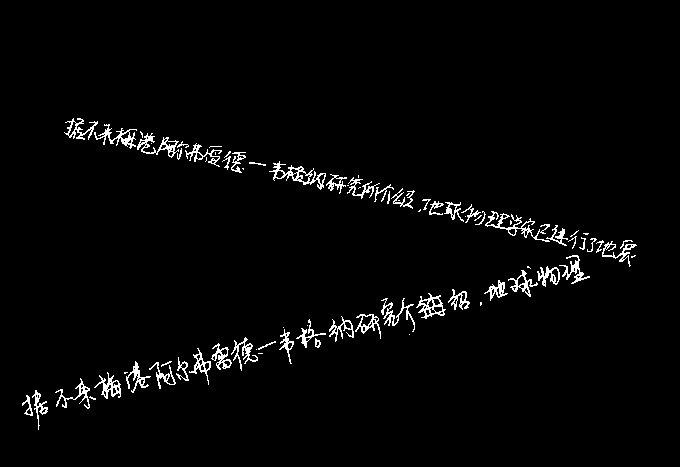 据不来梅港阿尔弗雷德一韦格纳研究所介绍,地球物理学家已进行了地震
据不来梅港阿尔弗雷德一韦格纳研究介绍,地球物理